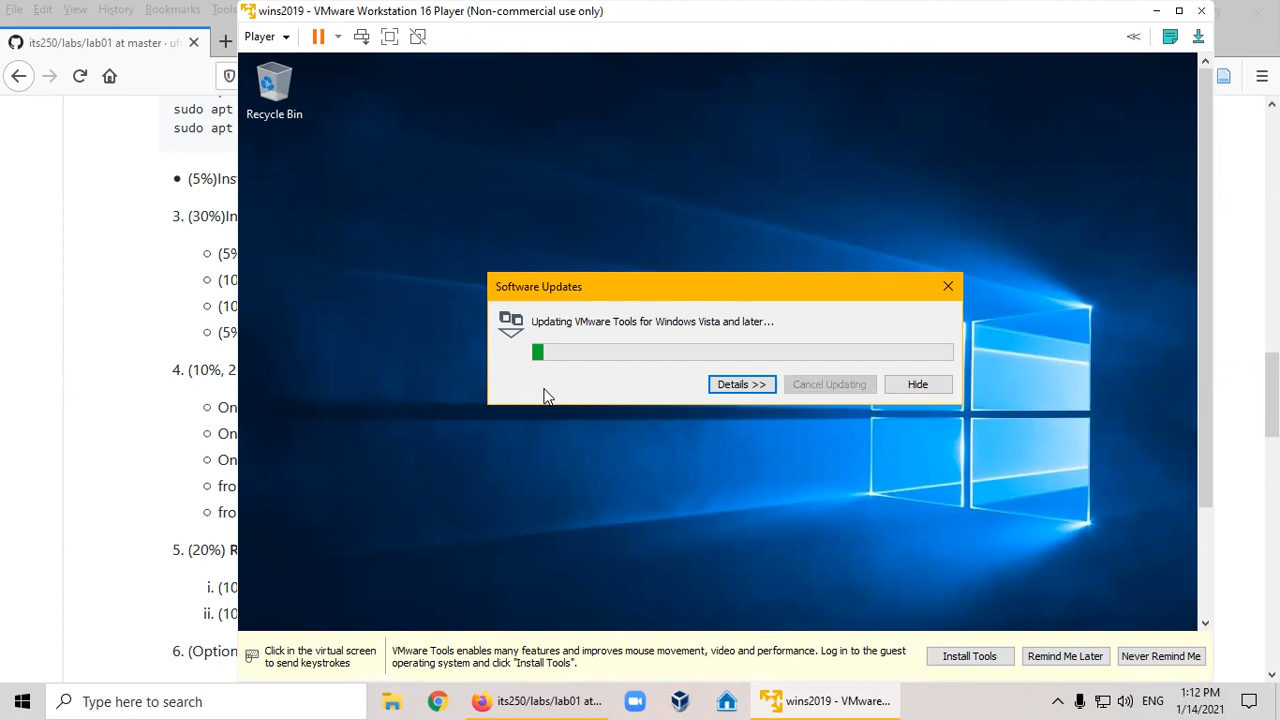 File Edit View History Bookmarks Tools
wins2019 - VMware Workstation 16 Player (Non-commercial use only)
its250/labs/lab01 at master · uf
Player
Recycle Bin
sudo apt
sudo apt
(5%)Ins
3. (30%)In
(5%
(10
(10
(5%
4. (10%, 2
On
On
On
fro
fro
5. (20%) R
i. (10
ii. (10
6. (Option
Software Updates
Updating VMware Tools for Windows Vista and later...
Details >>
Cancel Updating
Hide
Click in the virtual screen
to send keystrokes
VMware Tools enables many features and improves mouse movement, video and performance. Log in to the guest
operating system and click "Install Tools".
Install Tools
Remind Me Later
Never Remind Me
Type here to search
its250/labs/lab01 at...
wins2019 - VMware...
ENG
1:12 PM
1/14/2021